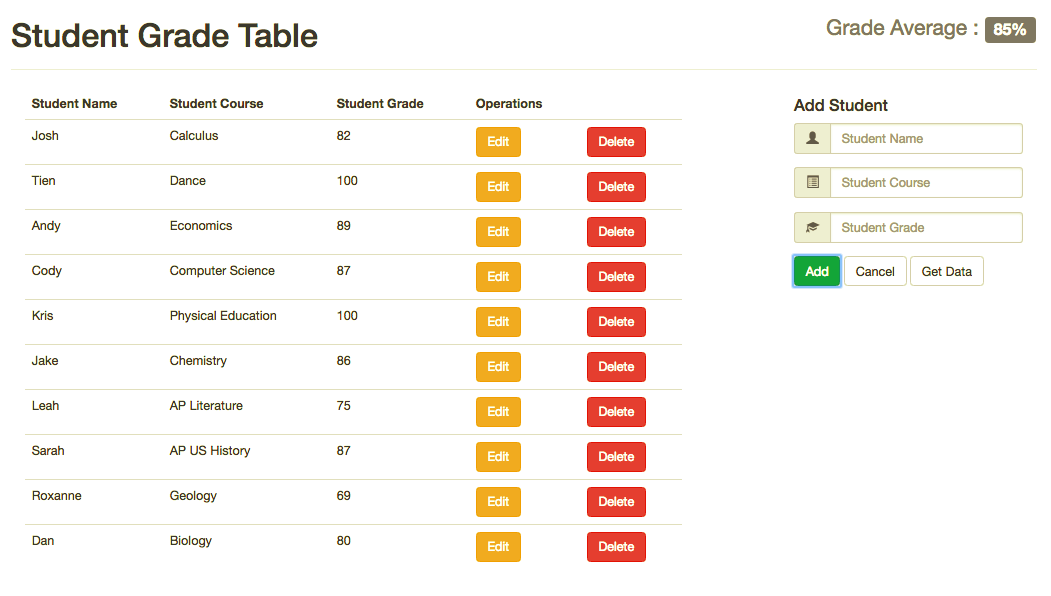 Student Grade Table
Grade Average : 85%
Student Name Student Course Student Grade Operations
Josh Calculus 82 Edit Delete
Tien Dance 100 Edit Delete
Andy Economics 89 Edit Delete
Cody Computer Science 87 Edit Delete
Kris Physical Education 100 Edit Delete
Jake Chemistry 86 Edit Delete
Leah AP Literature 75 Edit Delete
Sarah AP US History 87 Edit Delete
Roxanne Geology 69 Edit Delete
Dan Biology 80 Edit Delete
Add Student
Student Name
Student Course
Student Grade
Add Cancel Get Data